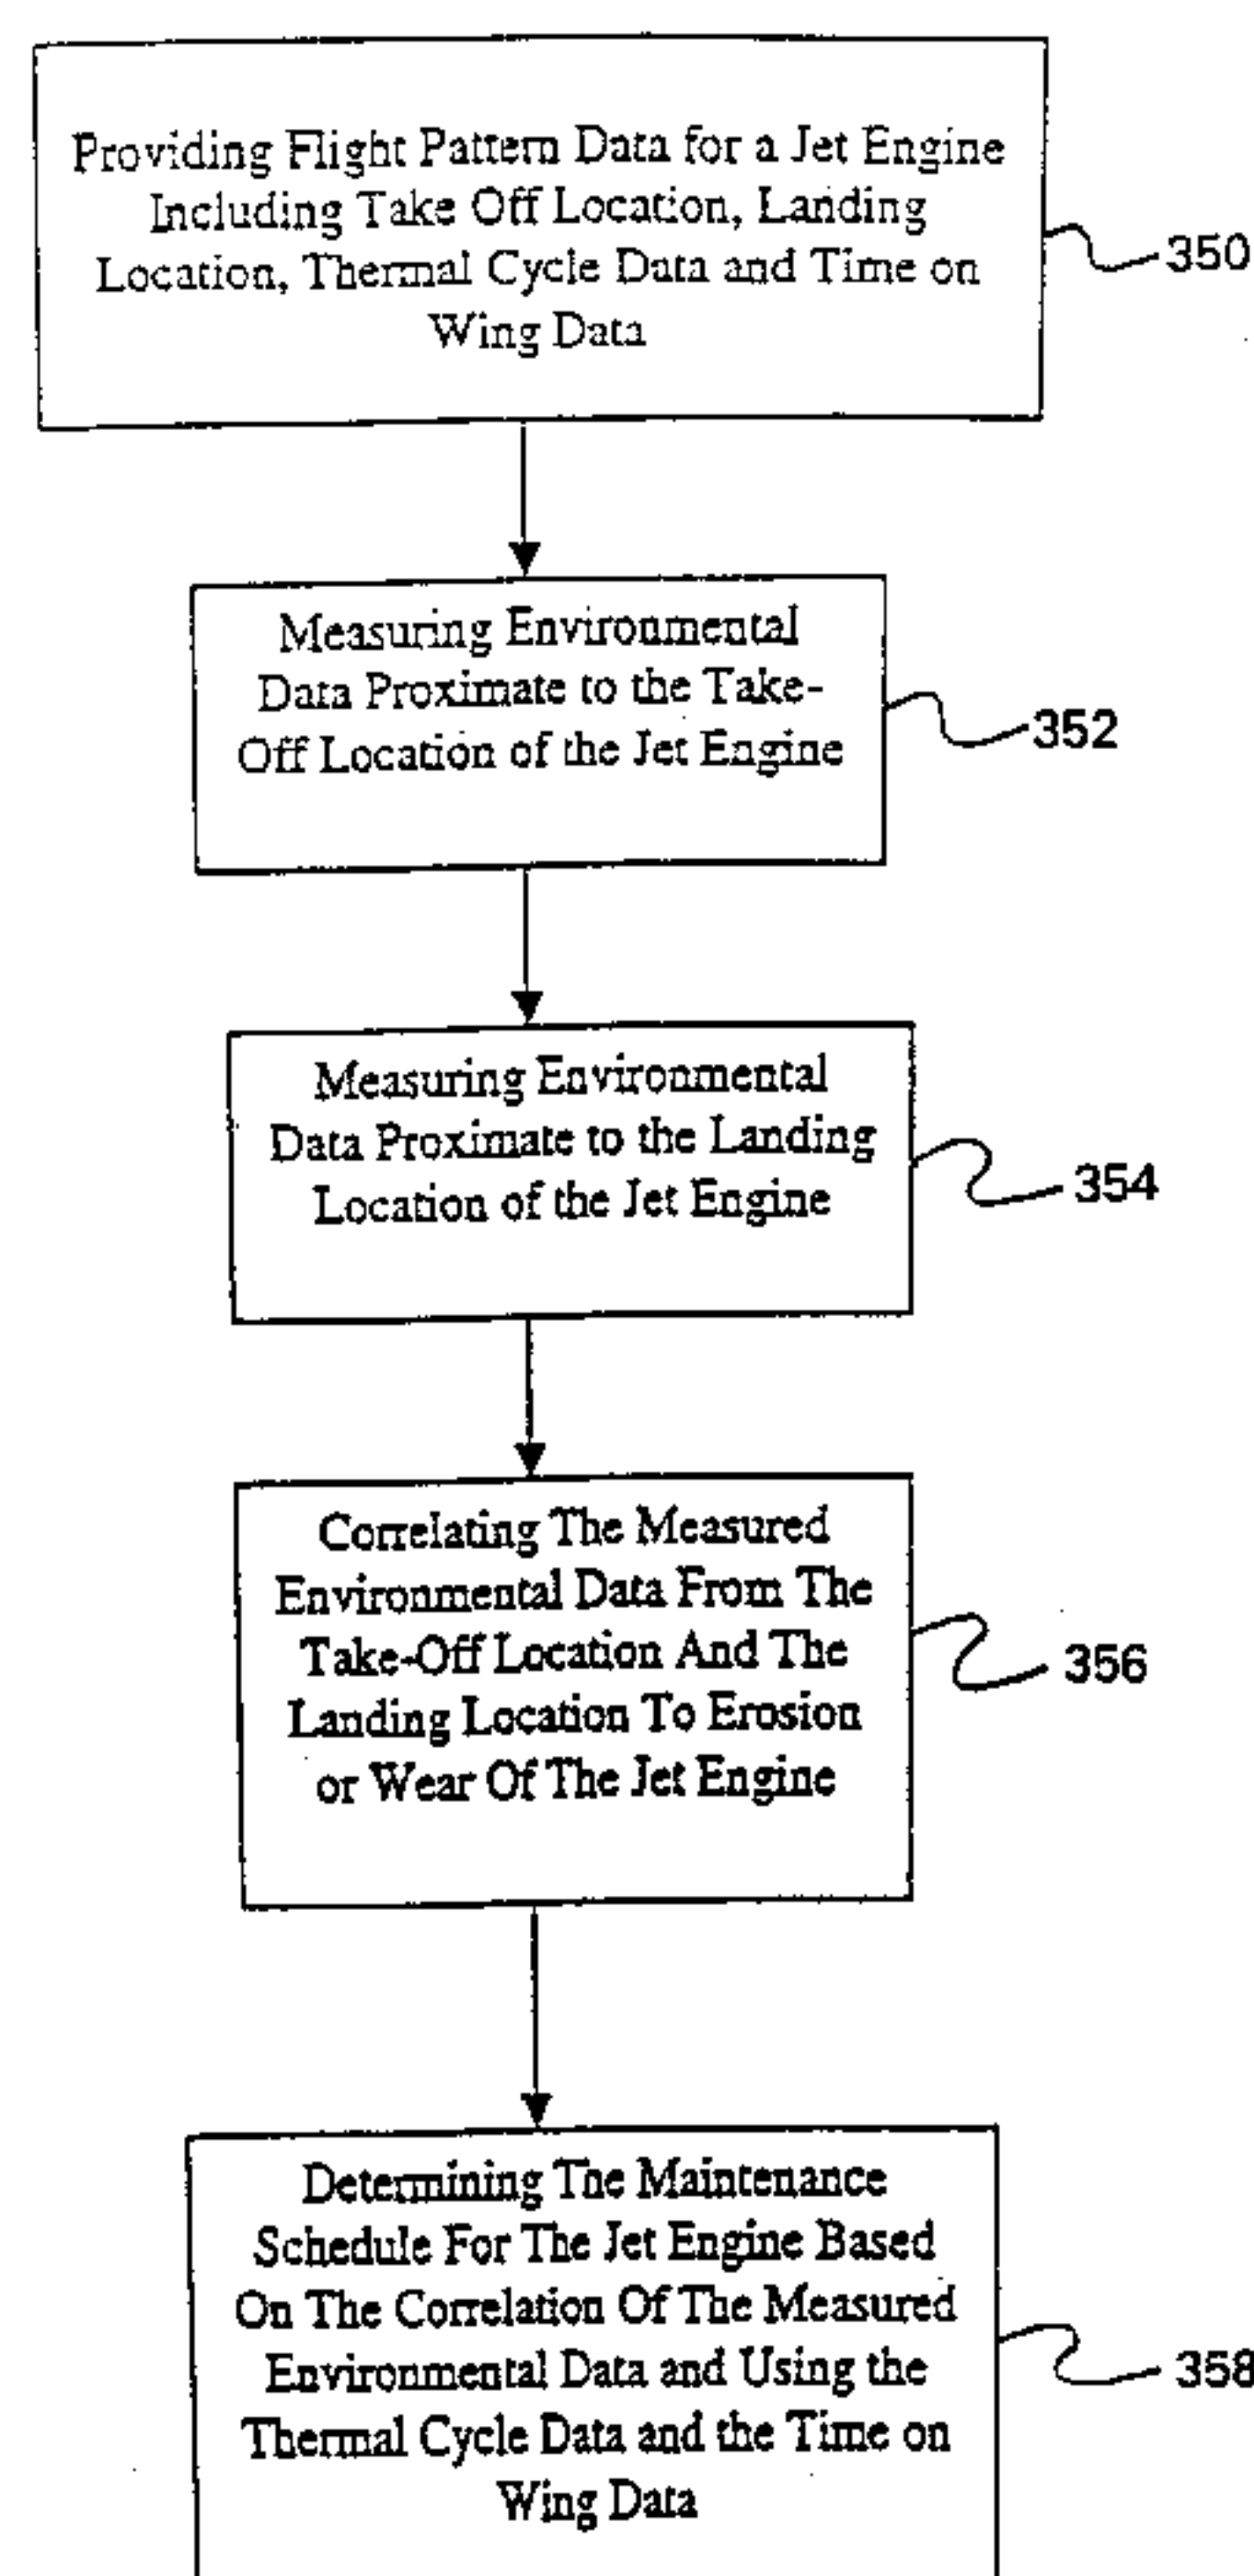 Providing Flight Pattern Data for a Jet Engine
Including Take Off Location, Landing
Location, Thermal Cycle Data and Time on
Wing Data
350
Measuring Environmental
Data Proximate to the Take-
Off Location of the Jet Engine
352
Measuring Environmental
Data Proximate to the Landing
Location of the Jet Engine
354
Correlating The Measured
Environmental Data From The
Take-Off Location And The
Landing Location To Erosion
or Wear Of The Jet Engine
356
Determining The Maintenance
Schedule For The Jet Engine Based
On The Correlation Of The Measured
Environmental Data and Using the
Thermal Cycle Data and the Time on
Wing Data
358